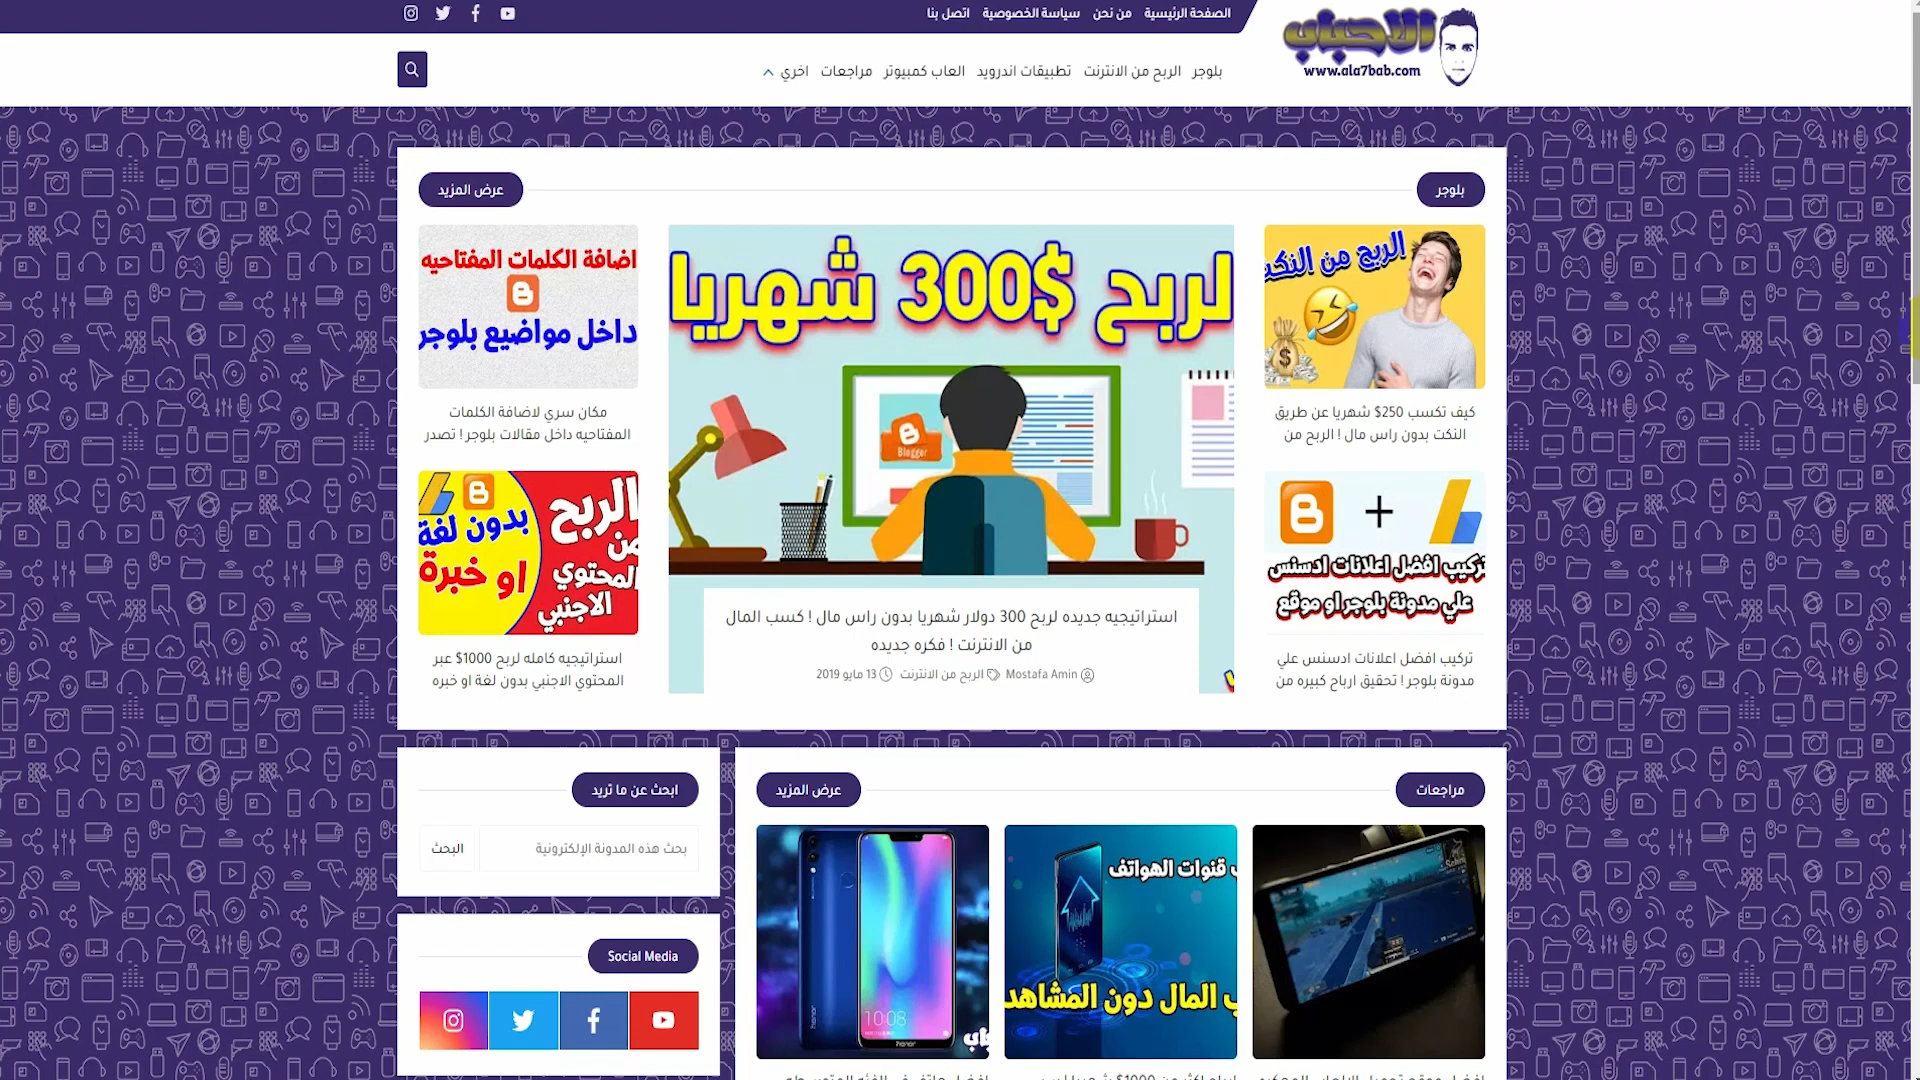 الصفحة الرئيسية
من نحن
سياسة الخصوصية
اتصل بنا
الاحباب
www.ala7bab.com
بلوجر
الربح من الانترنت
تطبيقات اندرويد
العاب كمبيوتر
مراجعات
اخري
بلوجر
عرض المزيد
الربح من النكت
كيف تكسب 250$ شهريا عن طريق
النكت بدون راس مال ! الربح من
تركيب افضل اعلانات ادسنس
علي مدونة بلوجر او موقع
تركيب افضل اعلانات ادسنس علي
مدونة بلوجر ! تحقيق ارباح كبيره من
لربح 300$ شهريا
Blogger
استراتيجيه جديده لربح 300 دولار شهريا بدون راس مال ! كسب المال
من الانترنت ! فكره جديده
Mostafa Amin
الربح من الانترنت
13 مايو 2019
اضافة الكلمات المفتاحيه
داخل مواضيع بلوجر
مكان سري لاضافة الكلمات
المفتاحيه داخل مقالات بلوجر ! تصدر
الربح
من
المحتوي
الاجنبي
بدون لغة
او خبرة
استراتيجيه كامله لربح 1000$ عبر
المحتوي الاجنبي بدون لغة او خبره
مراجعات
عرض المزيد
قنوات الهواتف
المال دون المشاهد
10:08
honor
honor
ابحث عن ما تريد
بحث هذه المدونة الإلكترونية
البحث
Social Media